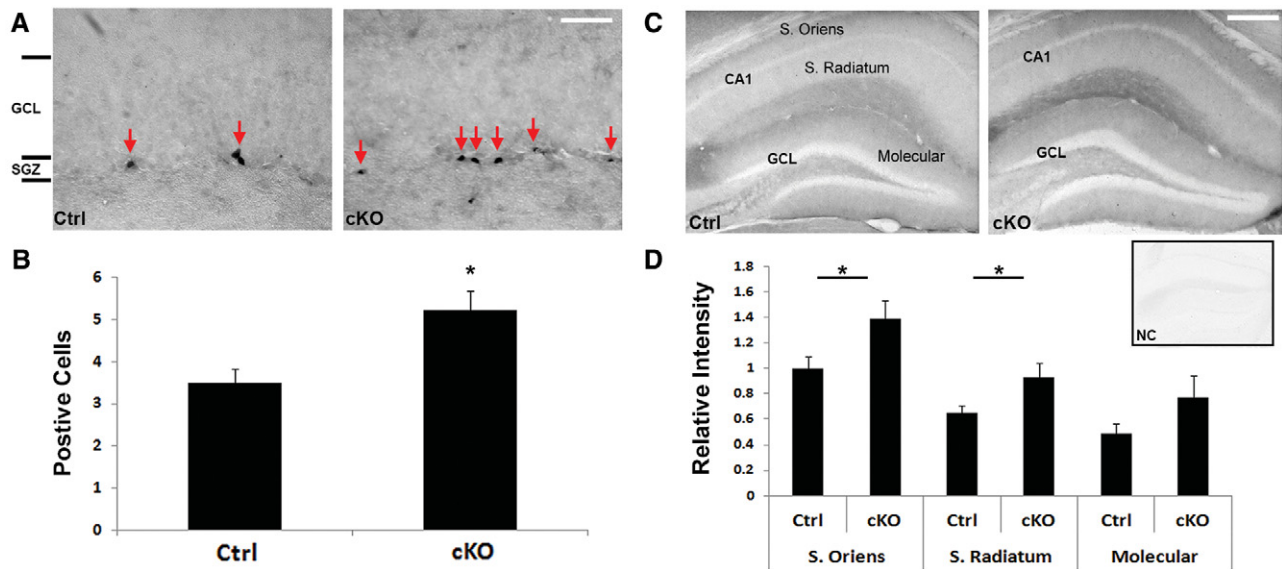 A
GCL
SGZ
Ctrl
cKO
B
Postive Cells
6
5
4
3
2
1
0
*
Ctrl
cKO
C
S. Oriens
CA1
S. Radiatum
GCL
Molecular
Ctrl
CA1
GCL
cKO
D
Relative Intensity
1.8
1.6
1.4
1.2
1
0.8
0.6
0.4
0.2
0
*
*
NC
Ctrl cKO Ctrl cKO Ctrl cKO
S. Oriens S. Radiatum Molecular